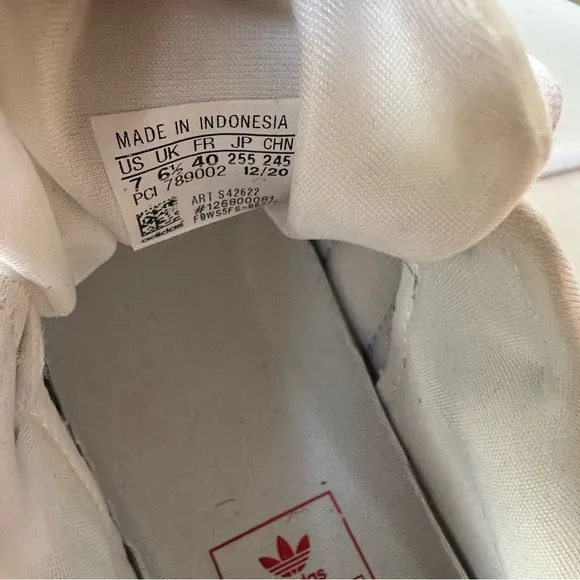 MADE IN INDONESIA
US UK FR JP CHN
7 6½ 40 255 245
PCI 789002 12/20
ART S42622
#126800081
adidas